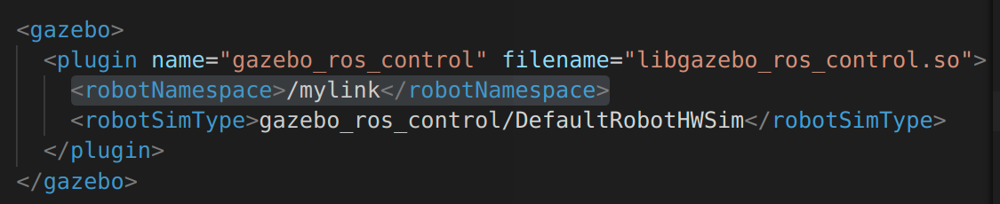 <gazebo>
<plugin name="gazebo_ros_control" filename="libgazebo_ros_control.so">
<robotNamespace>/mylink</robotNamespace>
<robotSimType>gazebo_ros_control/DefaultRobotHWSim</robotSimType>
</plugin>
</gazebo>